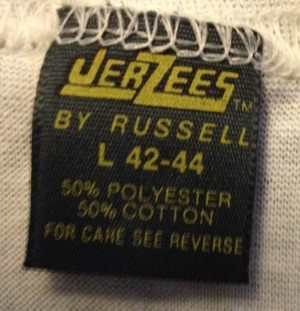 JERZEES™
BY RUSSELL
L 42-44
50% POLYESTER
50% COTTON
FOR CARE SEE REVERSE